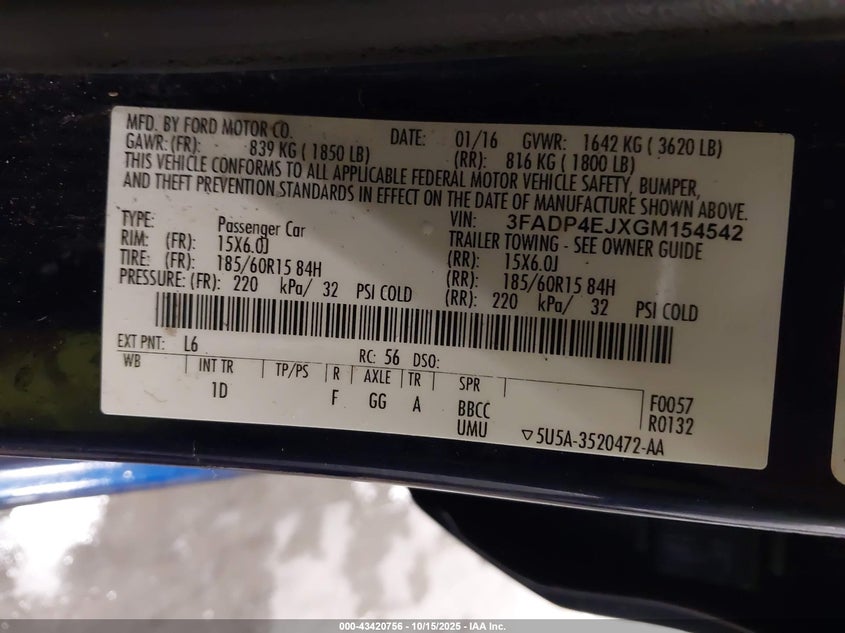 MFD. BY FORD MOTOR CO. DATE: 01/16 GVWR: 1642 KG ( 3620 LB)
GAWR: (FR): 839 KG ( 1850 LB) (RR): 816 KG ( 1800 LB)
THIS VEHICLE CONFORMS TO ALL APPLICABLE FEDERAL MOTOR VEHICLE SAFETY, BUMPER,
AND THEFT PREVENTION STANDARDS IN EFFECT ON THE DATE OF MANUFACTURE SHOWN ABOVE.
TYPE: Passenger Car VIN: 3FADP4EJXGM154542
TRAILER TOWING - SEE OWNER GUIDE
RIM: (FR): 15X6.0J (RR): 15X6.0J
TIRE: (FR): 185/60R15 84H (RR): 185/60R15 84H
PRESSURE: (FR): 220 kPa/ 32 PSI COLD (RR): 220 kPa/ 32 PSI COLD
EXT PNT: L6 RC: 56 DSO:
WB INT TR TP/PS R AXLE TR SPR
1D F GG A BBCC F0057
UMU R0132
▽5U5A-3520472-AA
000-43420756 - 10/15/2025 - IAA Inc.